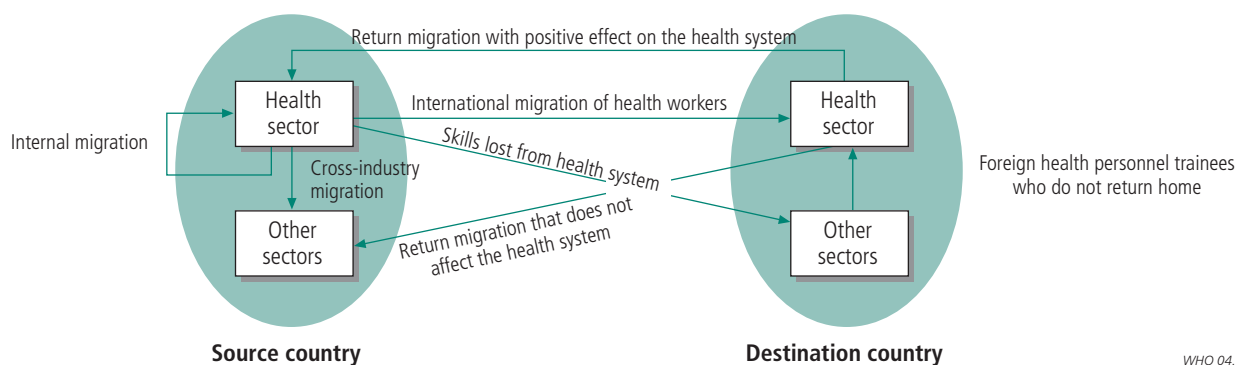 Return migration with positive effect on the health system
Health
sector
International migration of health workers
Health
sector
Internal migration
Skills lost from health system
Cross-industry
migration
Foreign health personnel trainees
who do not return home
Other
sectors
Return migration that does not
affect the health system
Other
sectors
Source country
Destination country
WHO 04.